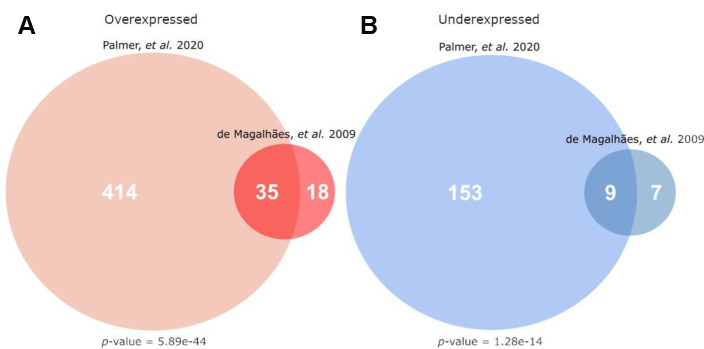 A
Overexpressed
Palmer, et al. 2020
de Magalhães, et al. 2009
414
35
18
p-value = 5.89e-44
B
Underexpressed
Palmer, et al. 2020
de Magalhães, et al. 2009
153
9
7
p-value = 1.28e-14